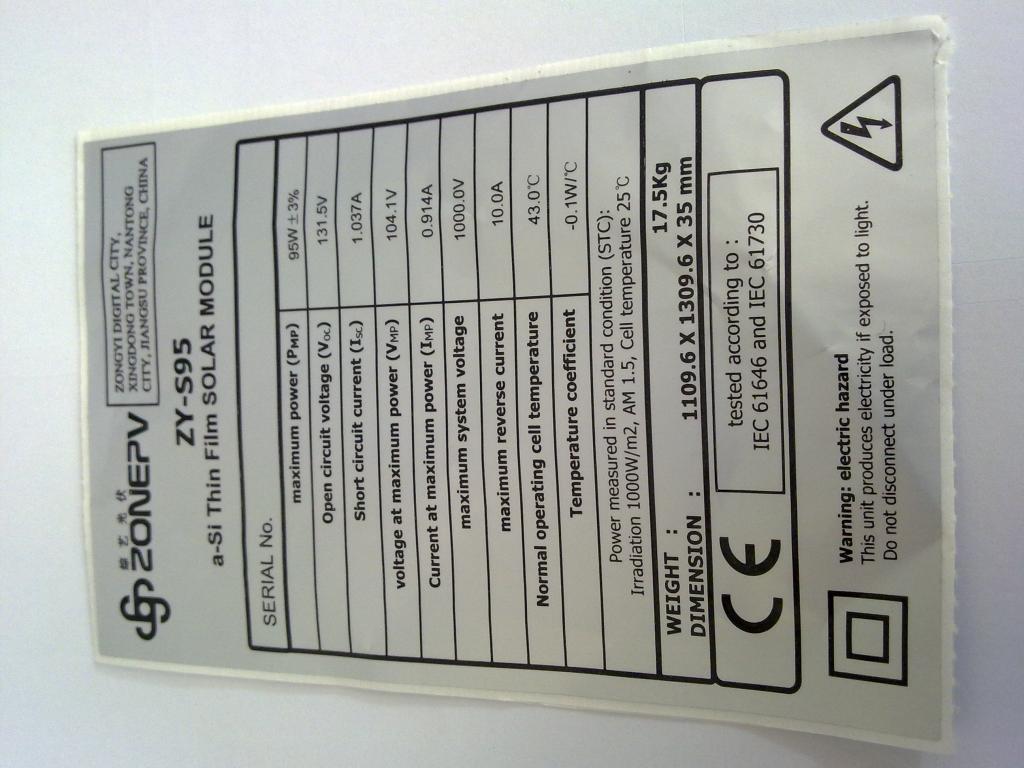 综艺光伏
ZONEPV
ZONGYI DIGITAL CITY,
XINGDONG TOWN, NANTONG
CITY, JIANGSU PROVINCE, CHINA
ZY-S95
a-Si Thin Film SOLAR MODULE
SERIAL No.
maximum power (PMP) 95W±3%
Open circuit voltage (VOC) 131.5V
Short circuit current (ISC) 1.037A
voltage at maximum power (VMP) 104.1V
Current at maximum power (IMP) 0.914A
maximum system voltage 1000.0V
maximum reverse current 10.0A
Normal operating cell temperature 43.0℃
Temperature coefficient -0.1W/℃
Power measured in standard condition (STC):
Irradiation 1000W/m2, AM 1.5, Cell temperature 25℃
WEIGHT : 17.5Kg
DIMENSION : 1109.6 X 1309.6 X 35 mm
CE
tested according to :
IEC 61646 and IEC 61730
Warning: electric hazard
This unit produces electricity if exposed to light.
Do not disconnect under load.